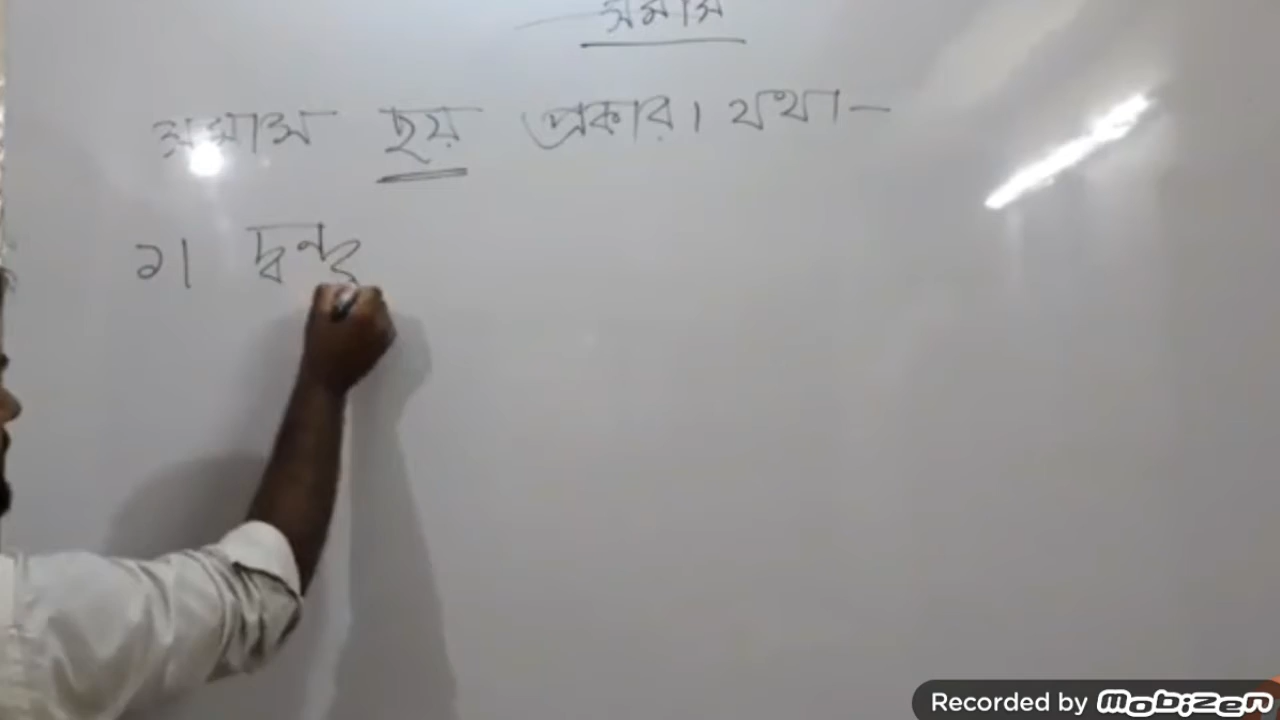 সমাস
সমাস ছয় প্রকার। যথা-
১। দ্বন্দ্ব
Recorded by Mobizen